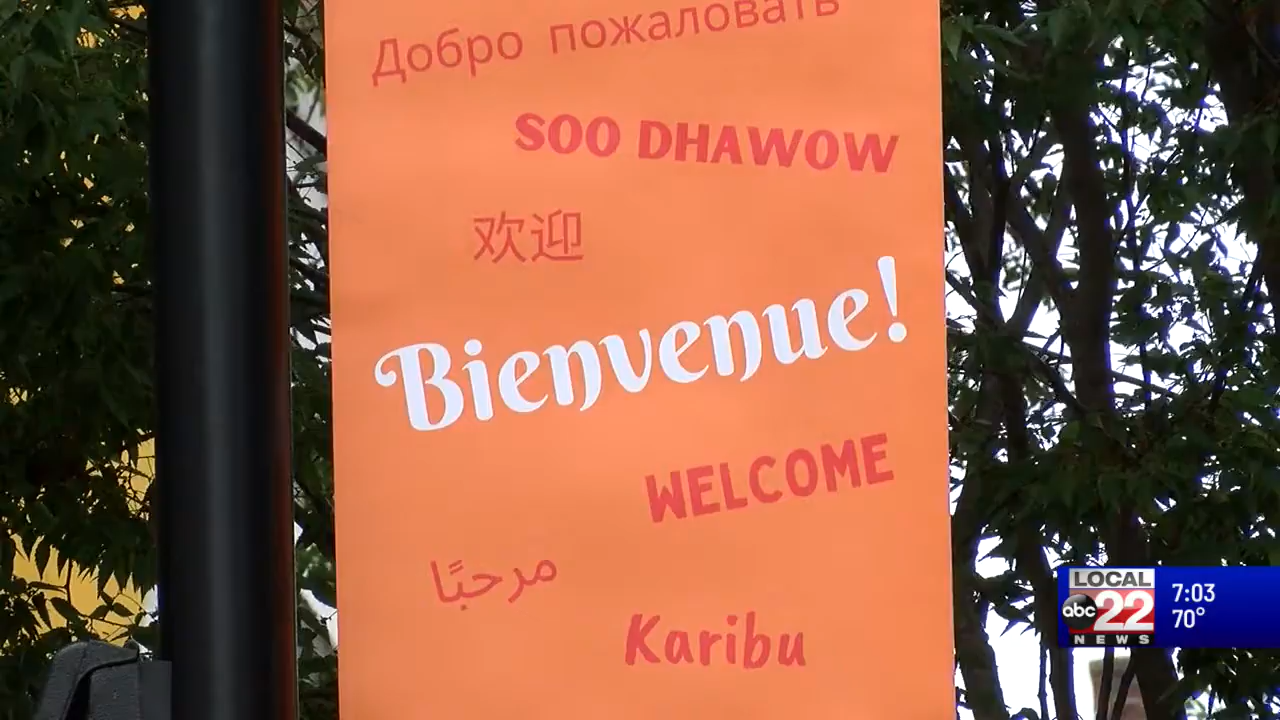 Добро пожаловать
SOO DHAWOW
欢迎
Bienvenue!
WELCOME
مرحبًا
Karibu
LOCAL
abc 22
NEWS
7:03
70°